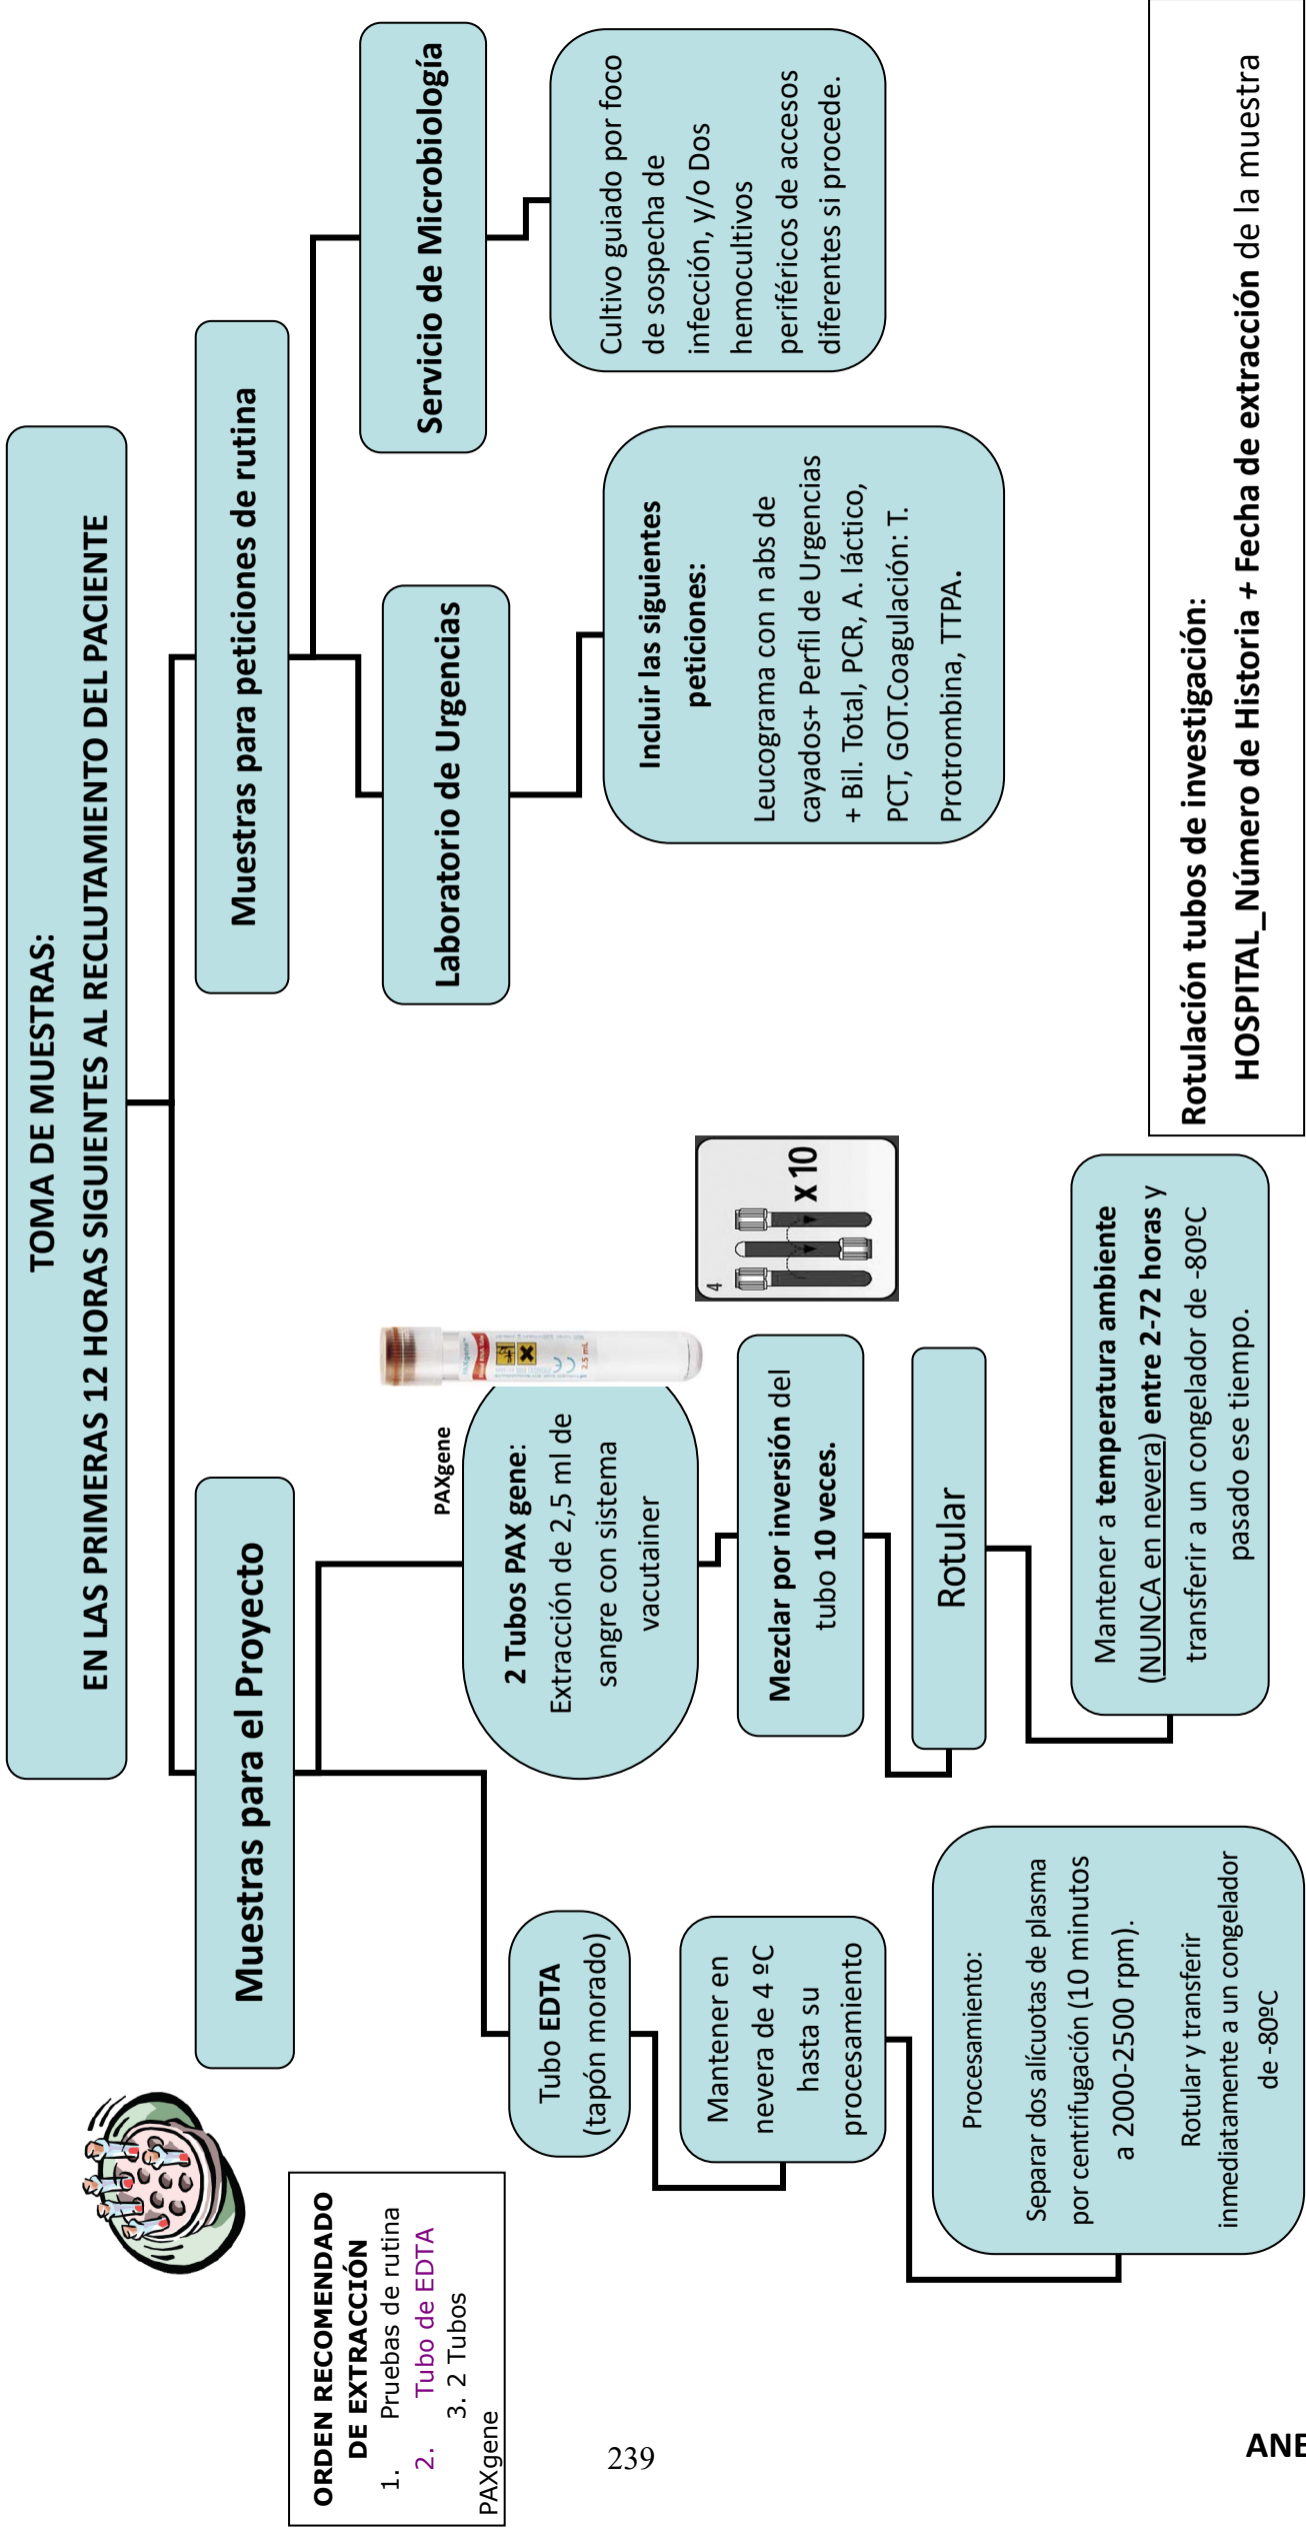 TOMA DE MUESTRAS:
EN LAS PRIMERAS 12 HORAS SIGUIENTES AL RECLUTAMIENTO DEL PACIENTE
Muestras para el Proyecto
Muestras para peticiones de rutina
ORDEN RECOMENDADO
DE EXTRACCIÓN
1. Pruebas de rutina
2. Tubo de EDTA
3. 2 Tubos
PAXgene
Tubo EDTA
(tapón morado)
Mantener en
nevera de 4 ºC
hasta su
procesamiento
Procesamiento:
Separar dos alícuotas de plasma
por centrifugación (10 minutos
a 2000-2500 rpm).
Rotular y transferir
inmediatamente a un congelador
de -80ºC
PAXgene
2 Tubos PAX gene:
Extracción de 2,5 ml de
sangre con sistema
vacutainer
PAXgene
2.5 mL
Mezclar por inversión del
tubo 10 veces.
4
X 10
Rotular
Mantener a temperatura ambiente
(NUNCA en nevera) entre 2-72 horas y
transferir a un congelador de -80ºC
pasado ese tiempo.
Laboratorio de Urgencias
Incluir las siguientes
peticiones:
Leucograma con n abs de
cayados+ Perfil de Urgencias
+ Bil. Total, PCR, A. láctico,
PCT, GOT.Coagulación: T.
Protrombina, TTPA.
Servicio de Microbiología
Cultivo guiado por foco
de sospecha de
infección, y/o Dos
hemocultivos
periféricos de accesos
diferentes si procede.
Rotulación tubos de investigación:
HOSPITAL_Número de Historia + Fecha de extracción de la muestra
239
ANE